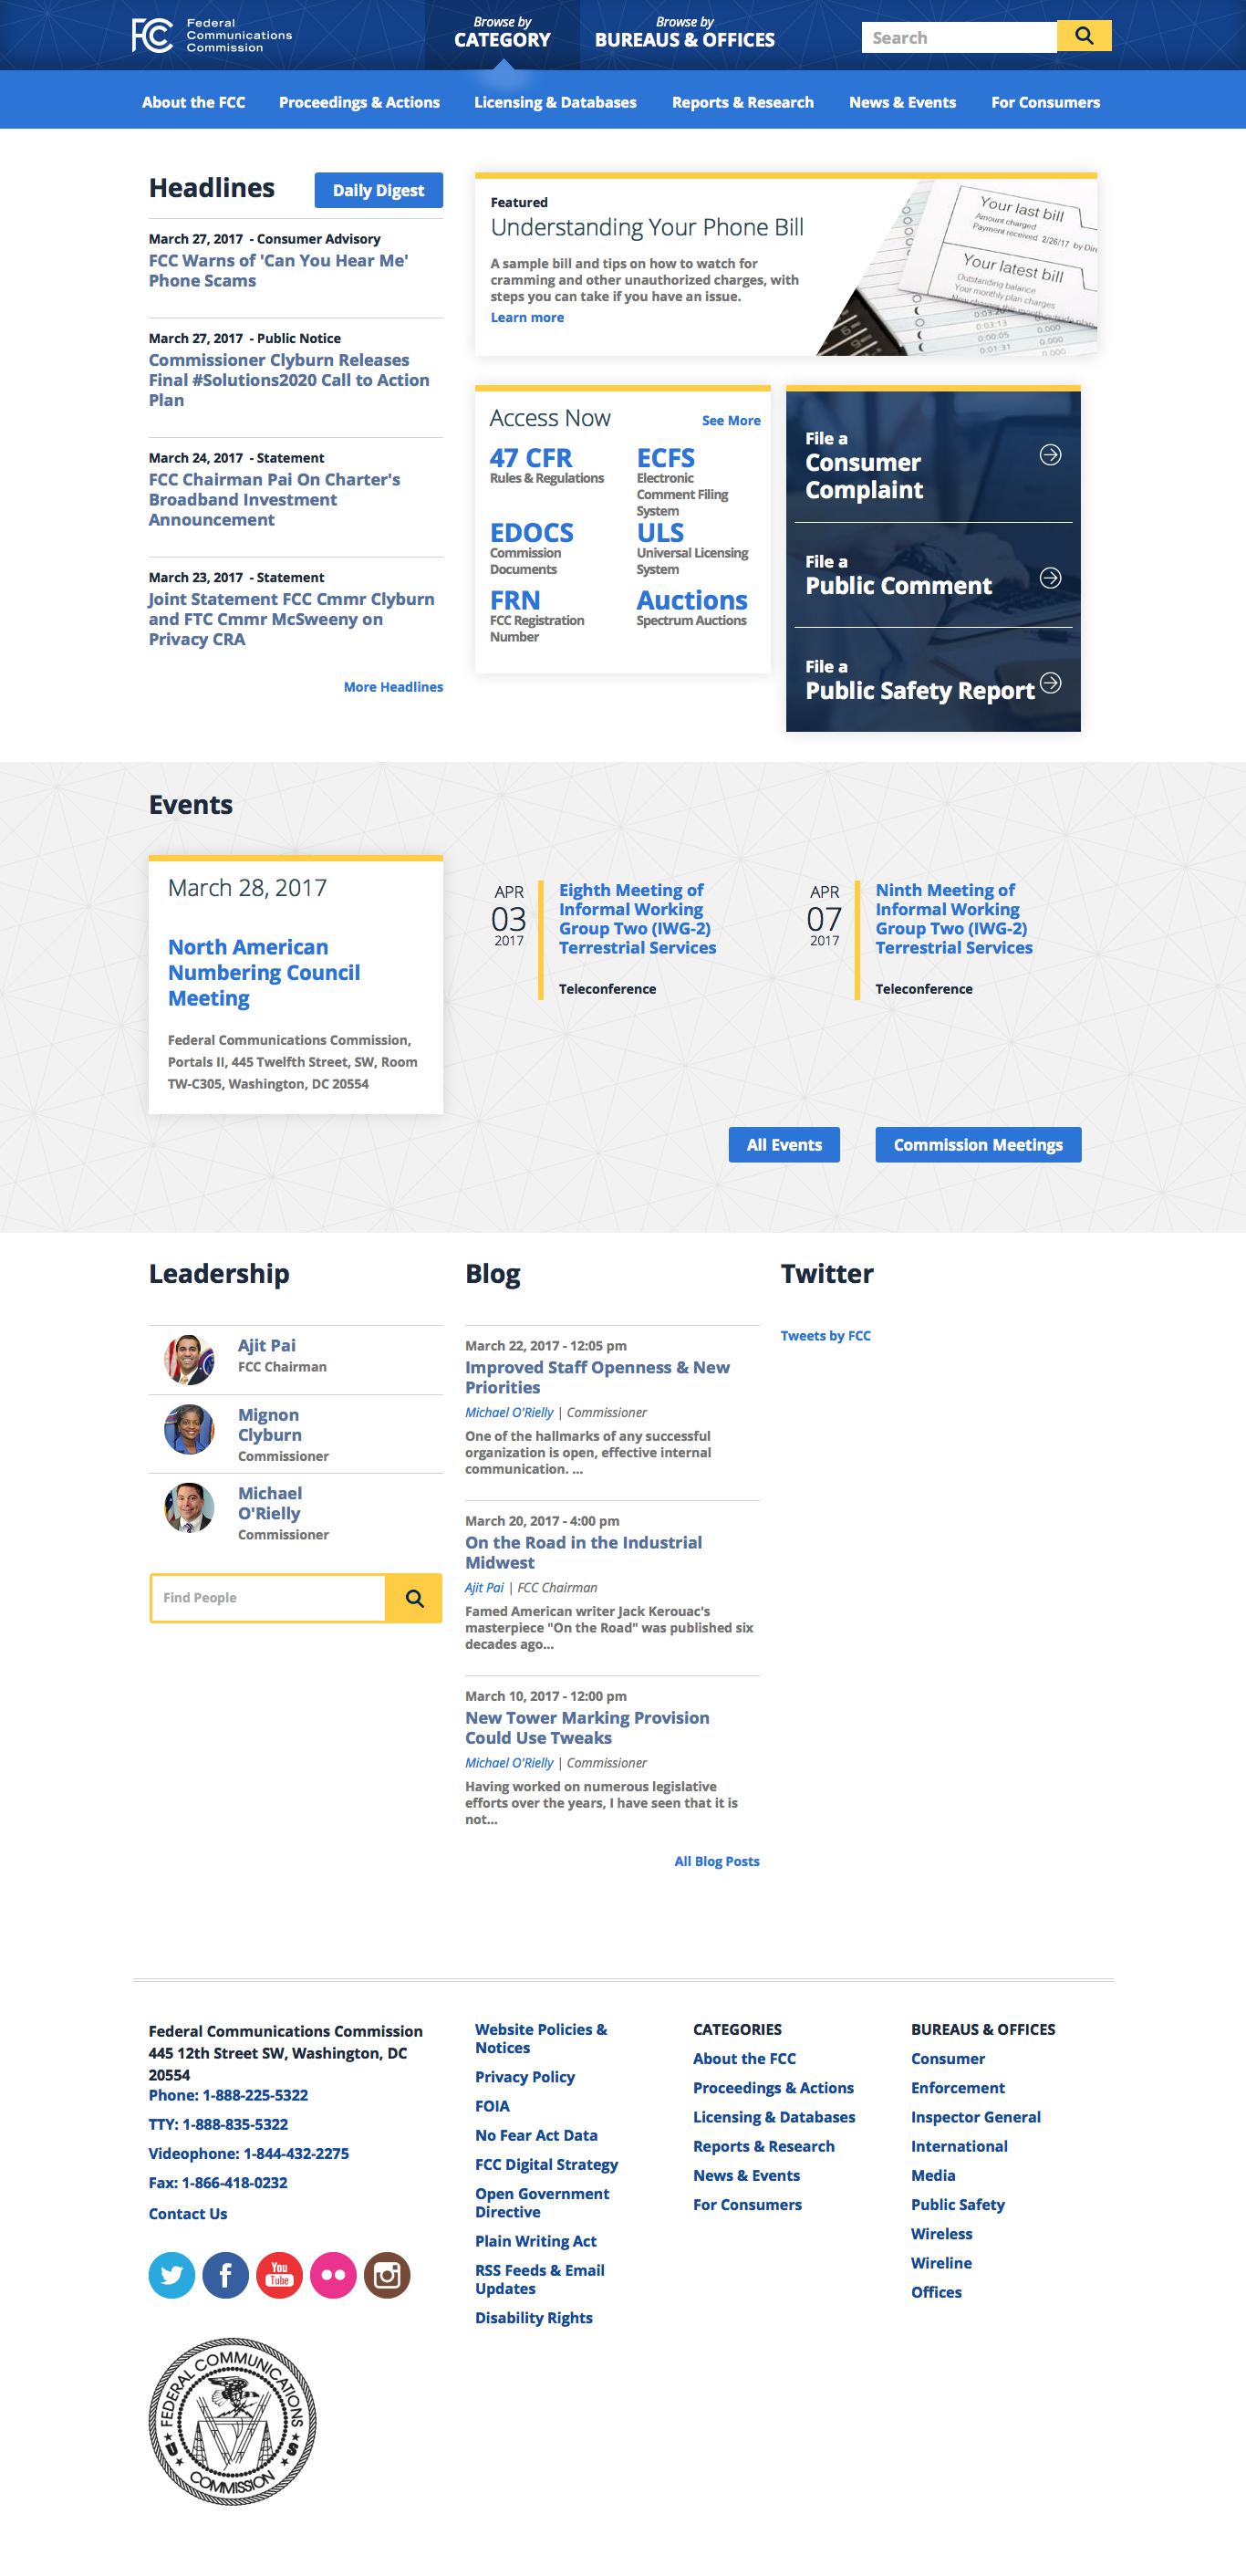 Federal
Communications
Commission
Browse by
CATEGORY
Browse by
BUREAUS & OFFICES
Search
About the FCC
Proceedings & Actions
Licensing & Databases
Reports & Research
News & Events
For Consumers
Headlines
Daily Digest
March 27, 2017 - Consumer Advisory
FCC Warns of 'Can You Hear Me'
Phone Scams
March 27, 2017 - Public Notice
Commissioner Clyburn Releases
Final #Solutions2020 Call to Action
Plan
March 24, 2017 - Statement
FCC Chairman Pai On Charter's
Broadband Investment
Announcement
March 23, 2017 - Statement
Joint Statement FCC Cmmr Clyburn
and FTC Cmmr McSweeny on
Privacy CRA
More Headlines
Featured
Understanding Your Phone Bill
A sample bill and tips on how to watch for
cramming and other unauthorized charges, with
steps you can take if you have an issue.
Learn more
Your last bill
Amount charged
Payment received 2/26/17 by Dir
Your latest bill
Outstanding balance
Your monthly plan charges
0:03:13
0:00:05
0:01:31
0.000
0.000
0.000
Access Now
See More
47 CFR
Rules & Regulations
ECFS
Electronic
Comment Filing
System
EDOCS
Commission
Documents
ULS
Universal Licensing
System
FRN
FCC Registration
Number
Auctions
Spectrum Auctions
File a
Consumer
Complaint
File a
Public Comment
File a
Public Safety Report
Events
March 28, 2017
North American
Numbering Council
Meeting
Federal Communications Commission,
Portals II, 445 Twelfth Street, SW, Room
TW-C305, Washington, DC 20554
APR
03
2017
Eighth Meeting of
Informal Working
Group Two (IWG-2)
Terrestrial Services
Teleconference
APR
07
2017
Ninth Meeting of
Informal Working
Group Two (IWG-2)
Terrestrial Services
Teleconference
All Events
Commission Meetings
Leadership
Ajit Pai
FCC Chairman
Mignon
Clyburn
Commissioner
Michael
O'Rielly
Commissioner
Find People
Blog
March 22, 2017 - 12:05 pm
Improved Staff Openness & New
Priorities
Michael O'Rielly | Commissioner
One of the hallmarks of any successful
organization is open, effective internal
communication. ...
March 20, 2017 - 4:00 pm
On the Road in the Industrial
Midwest
Ajit Pai | FCC Chairman
Famed American writer Jack Kerouac's
masterpiece "On the Road" was published six
decades ago...
March 10, 2017 - 12:00 pm
New Tower Marking Provision
Could Use Tweaks
Michael O'Rielly | Commissioner
Having worked on numerous legislative
efforts over the years, I have seen that it is
not...
All Blog Posts
Twitter
Tweets by FCC
Federal Communications Commission
445 12th Street SW, Washington, DC
20554
Phone: 1-888-225-5322
TTY: 1-888-835-5322
Videophone: 1-844-432-2275
Fax: 1-866-418-0232
Contact Us
You
Tube
FEDERAL COMMUNICATIONS
COMMISSION
U S
Website Policies &
Notices
Privacy Policy
FOIA
No Fear Act Data
FCC Digital Strategy
Open Government
Directive
Plain Writing Act
RSS Feeds & Email
Updates
Disability Rights
CATEGORIES
About the FCC
Proceedings & Actions
Licensing & Databases
Reports & Research
News & Events
For Consumers
BUREAUS & OFFICES
Consumer
Enforcement
Inspector General
International
Media
Public Safety
Wireless
Wireline
Offices